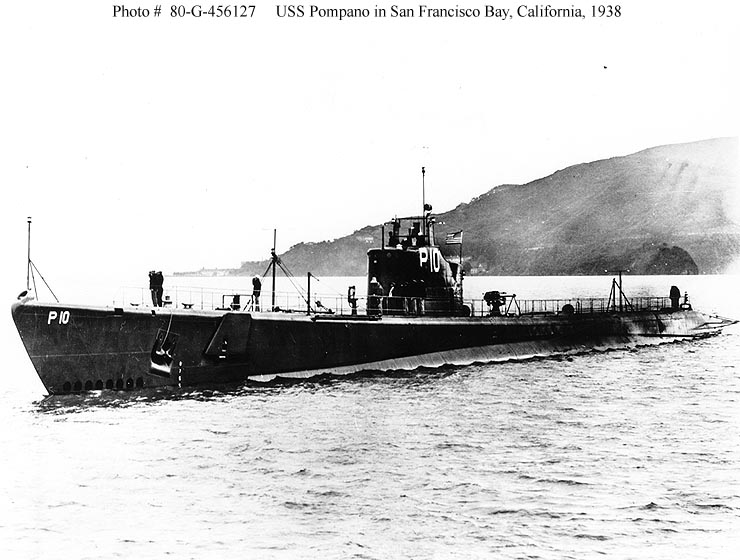 Photo # 80-G-456127 USS Pompano in San Francisco Bay, California, 1938
P10
P10